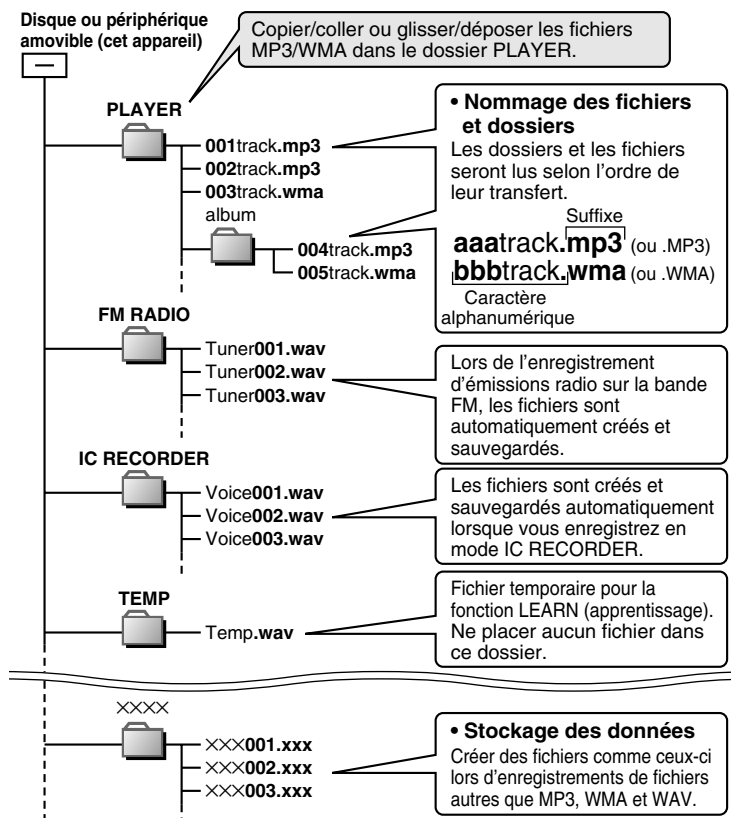 Disque ou périphérique
amovible (cet appareil)
Copier/coller ou glisser/déposer les fichiers
MP3/WMA dans le dossier PLAYER.
PLAYER
001track.mp3
002track.mp3
003track.wma
album
004track.mp3
005track.wma
• Nommage des fichiers
et dossiers
Les dossiers et les fichiers
seront lus selon l’ordre de
leur transfert.
Suffixe
aaatrack.mp3 (ou .MP3)
bbbtrack.wma (ou .WMA)
Caractère
alphanumérique
FM RADIO
Tuner001.wav
Tuner002.wav
Tuner003.wav
Lors de l’enregistrement
d’émissions radio sur la bande
FM, les fichiers sont
automatiquement créés et
sauvegardés.
IC RECORDER
Voice001.wav
Voice002.wav
Voice003.wav
Les fichiers sont créés et
sauvegardés automatiquement
lorsque vous enregistrez en
mode IC RECORDER.
TEMP
Temp.wav
Fichier temporaire pour la
fonction LEARN (apprentissage).
Ne placer aucun fichier dans
ce dossier.
××××
×××001.xxx
×××002.xxx
×××003.xxx
• Stockage des données
Créer des fichiers comme ceux-ci
lors d’enregistrements de fichiers
autres que MP3, WMA et WAV.